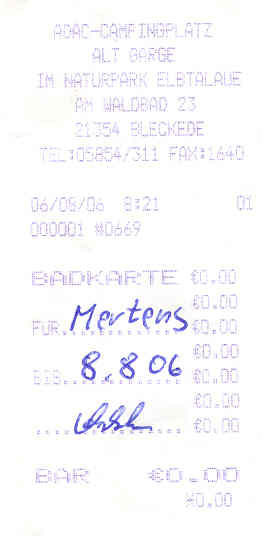 ADAC-CAMPINGPLATZ
ALT GARGE
IM NATURPARK ELBTALAUE
AM WALDBAD 23
21354 BLECKEDE
TEL:05854/311 FAX:1640
06/08/06 8:21 01
000001 #0669
BADKARTE €0.00
€0.00
FUR..Mertens €0.00
€0.00
BIS..8.8 06 €0.00
€0.00
€0.00
BAR €0.00
¥0.00